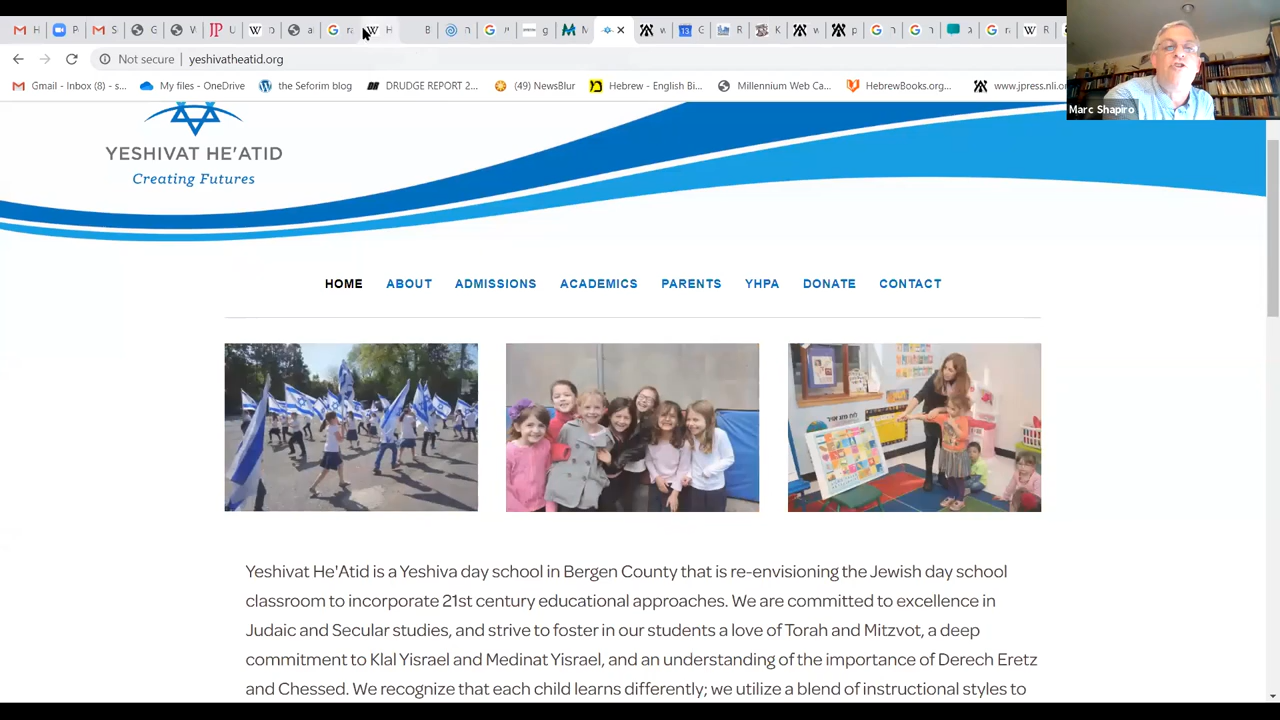 Not secure | yeshivatheatid.org
Gmail - Inbox (8) - s... My files - OneDrive the Seforim blog DRUDGE REPORT 2... (49) NewsBlur Hebrew - English Bi... Millennium Web Ca... HebrewBooks.org... www.jpress.nli.o
Marc Shapiro
YESHIVAT HE'ATID
Creating Futures
HOME ABOUT ADMISSIONS ACADEMICS PARENTS YHPA DONATE CONTACT
Yeshivat He'Atid is a Yeshiva day school in Bergen County that is re-envisioning the Jewish day school
classroom to incorporate 21st century educational approaches. We are committed to excellence in
Judaic and Secular studies, and strive to foster in our students a love of Torah and Mitzvot, a deep
commitment to Klal Yisrael and Medinat Yisrael, and an understanding of the importance of Derech Eretz
and Chessed. We recognize that each child learns differently; we utilize a blend of instructional styles to